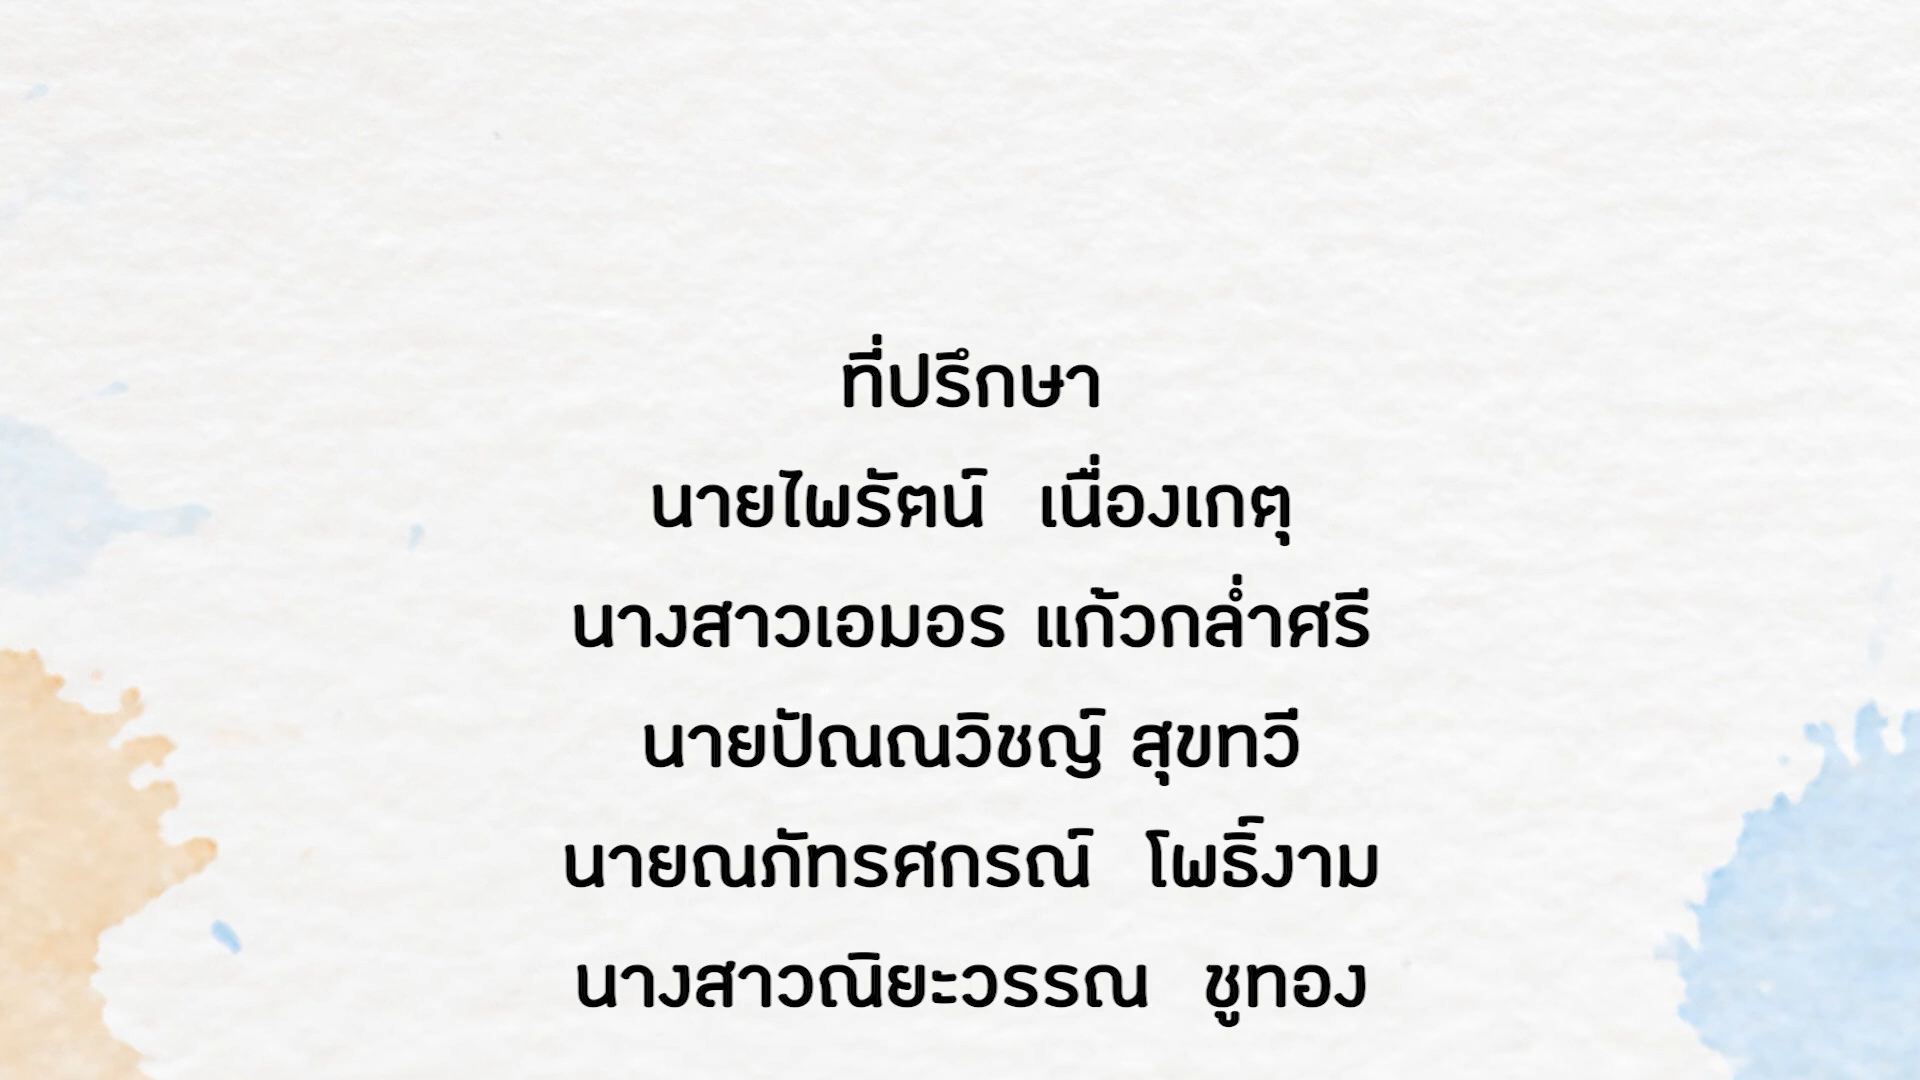 ที่ปรึกษา
นายไพรัตน์  เนื่องเกตุ
นางสาวเอมอร แก้วกล่ำศรี
นายปัณณวิชญ์ สุขทวี
นายณภัทรศกรณ์  โพธิ์งาม
นางสาวณิยะวรรณ  ชูทอง